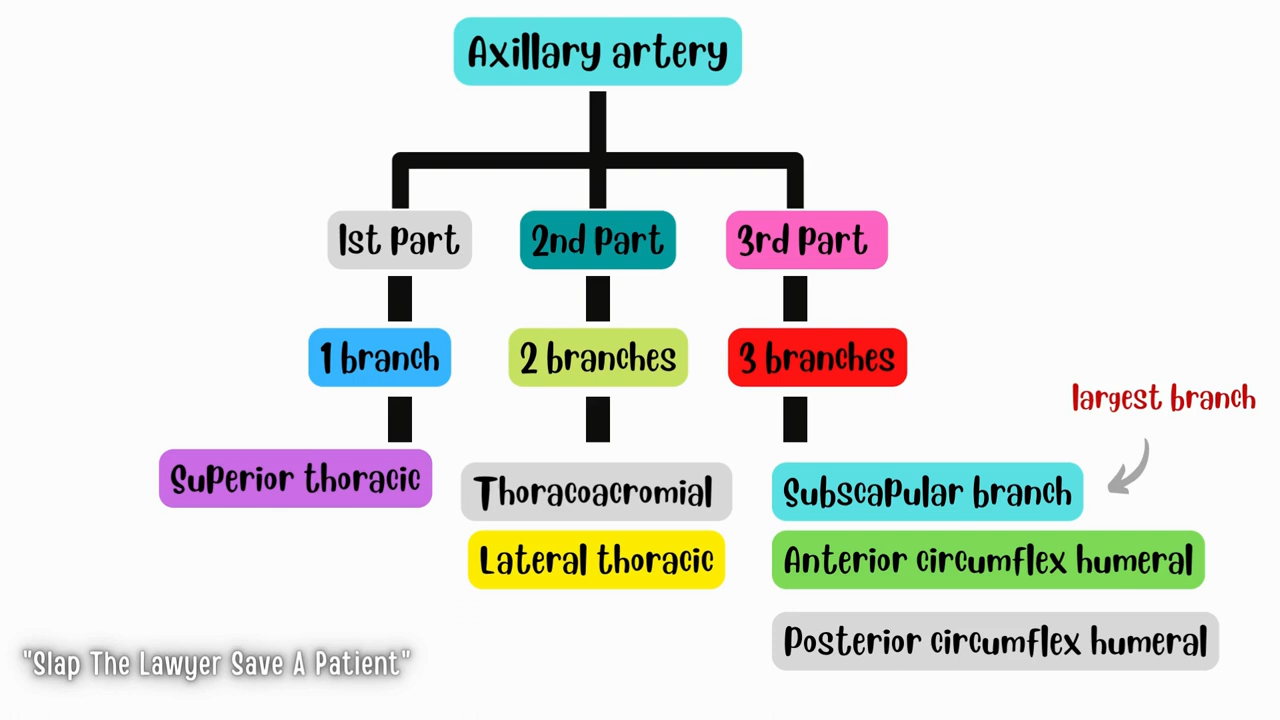 Axillary artery
1st part
2nd part
3rd part
1 branch
2 branches
3 branches
largest branch
Superior thoracic
Thoracoacromial
Lateral thoracic
Subscapular branch
Anterior circumflex humeral
Posterior circumflex humeral
"Slap The Lawyer Save A Patient"